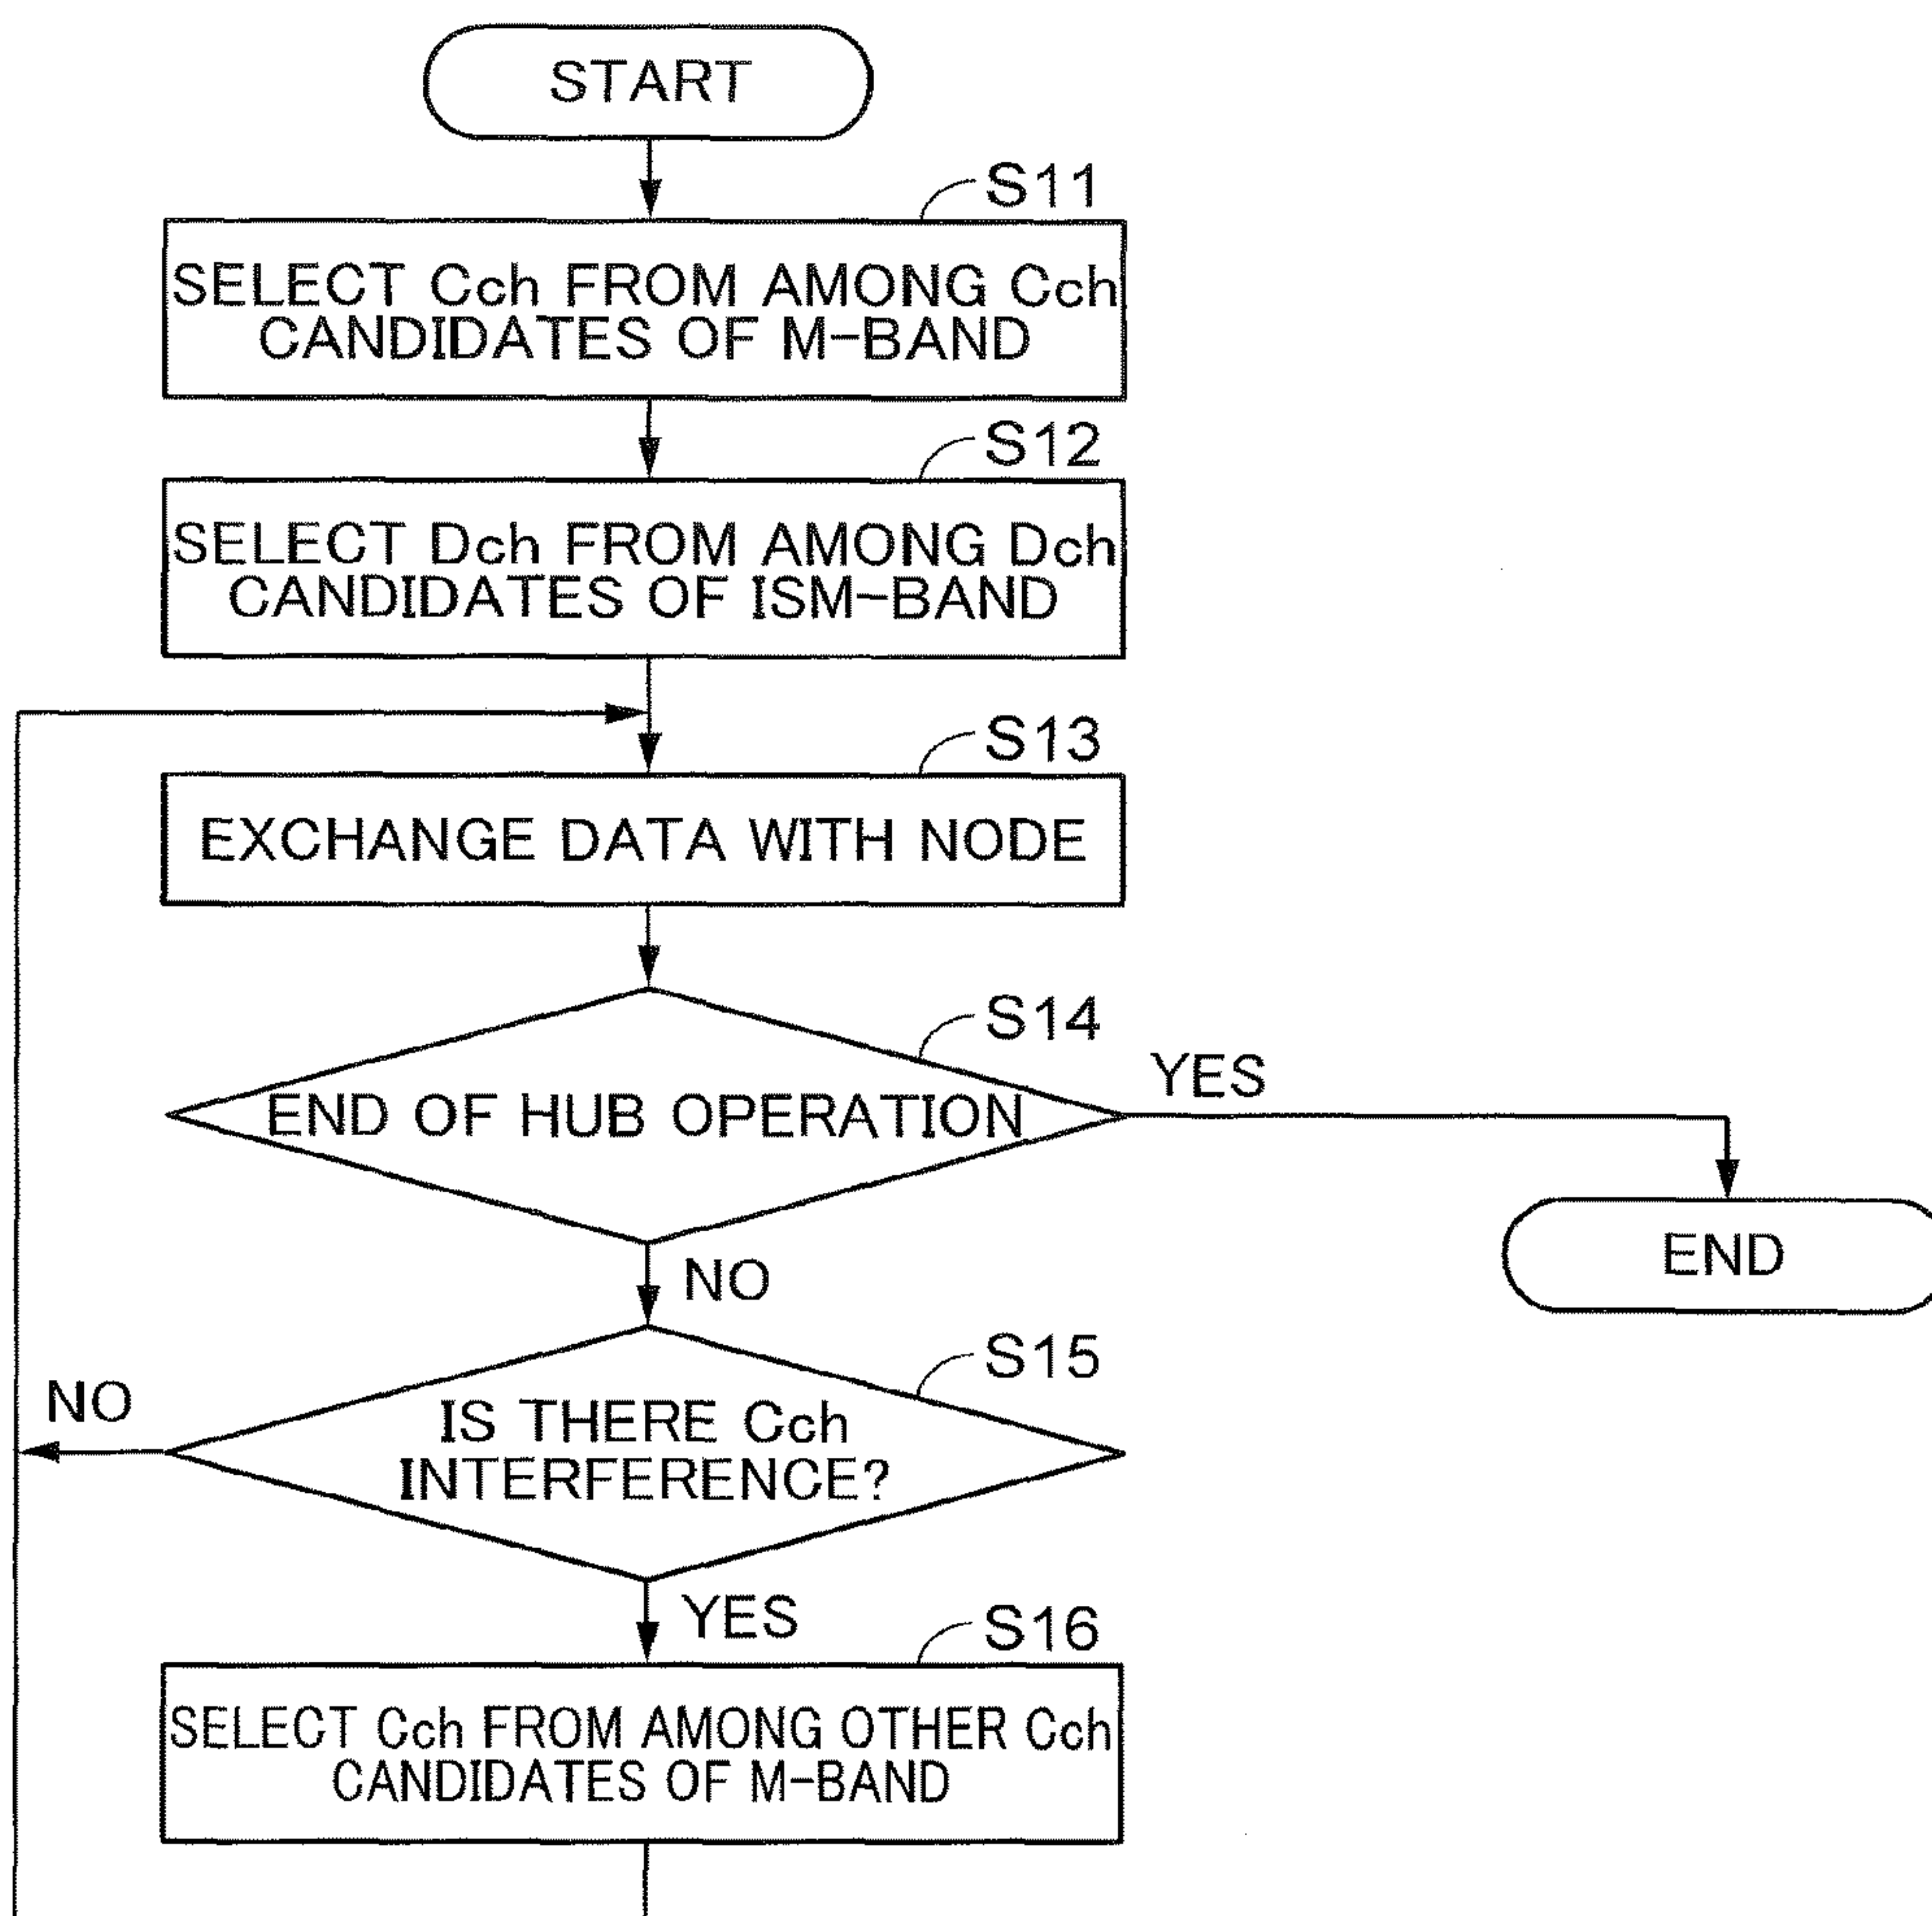 START
S11
SELECT Cch FROM AMONG Cch
CANDIDATES OF M-BAND
S12
SELECT Dch FROM AMONG Dch
CANDIDATES OF ISM-BAND
S13
EXCHANGE DATA WITH NODE
S14
YES
END OF HUB OPERATION
END
NO
S15
NO
IS THERE Cch
INTERFERENCE?
YES
S16
SELECT Cch FROM AMONG OTHER Cch
CANDIDATES OF M-BAND